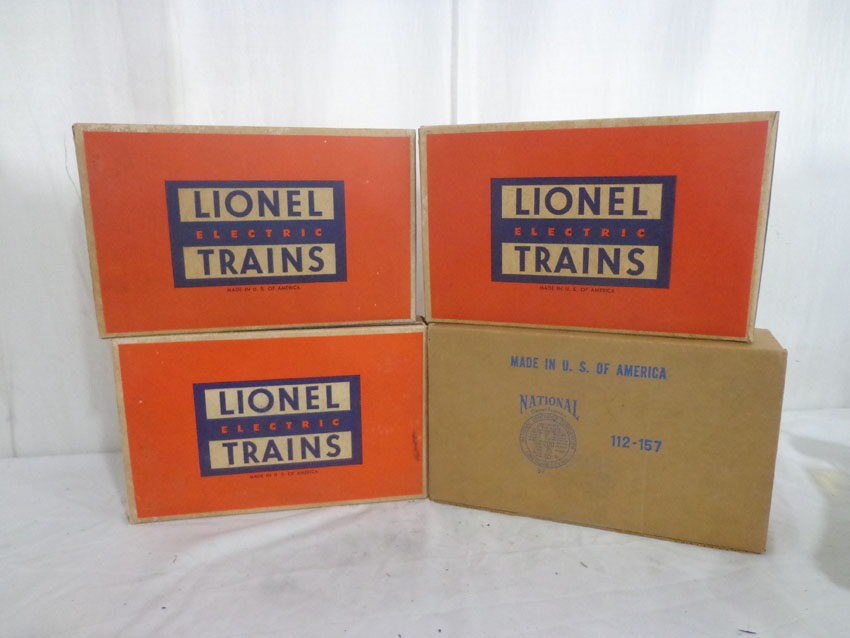 LIONEL
ELECTRIC
TRAINS
MADE IN U. S. OF AMERICA
LIONEL
ELECTRIC
TRAINS
MADE IN U. S. OF AMERICA
LIONEL
ELECTRIC
TRAINS
MADE IN U. S. OF AMERICA
MADE IN U. S. OF AMERICA
NATIONAL
112-157